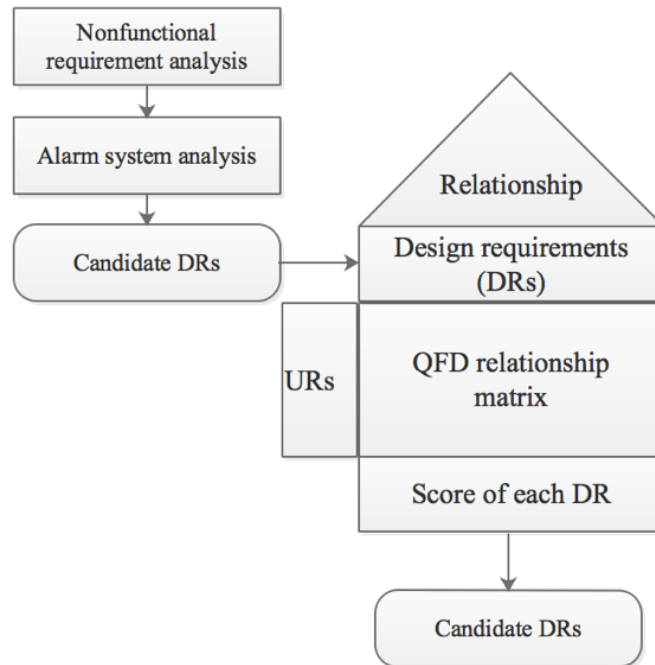 Nonfunctional
requirement analysis
Alarm system analysis
Candidate DRs
Relationship
Design requirements
(DRs)
URs
QFD relationship
matrix
Score of each DR
Candidate DRs